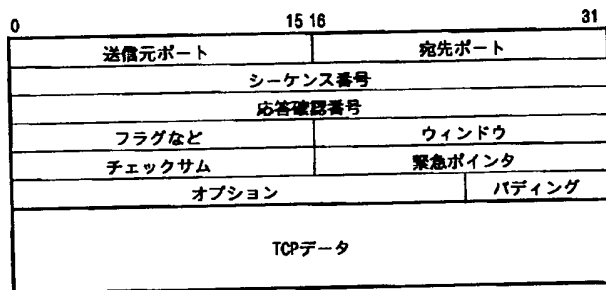 0 15 16 31
送信元ポート 宛先ポート
シーケンス番号
応答確認番号
フラグなど ウィンドウ
チェックサム 緊急ポインタ
オプション パディング
TCPデータ